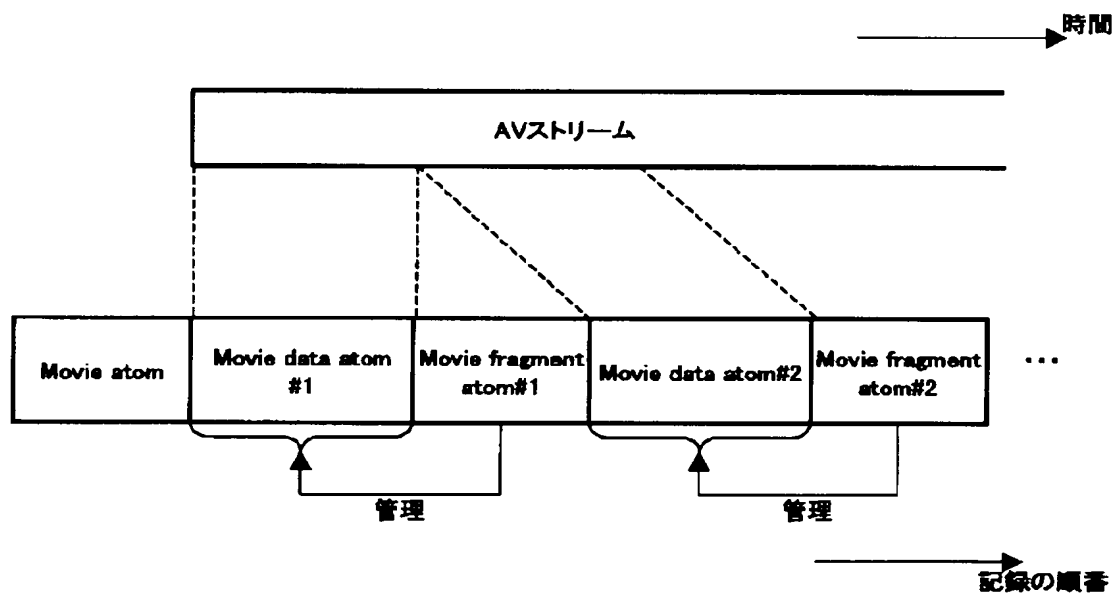 時間
AVストリーム
Movie atom
Movie data atom
#1
Movie fragment
atom#1
Movie data atom#2
Movie fragment
atom#2
...
管理
管理
記録の順番